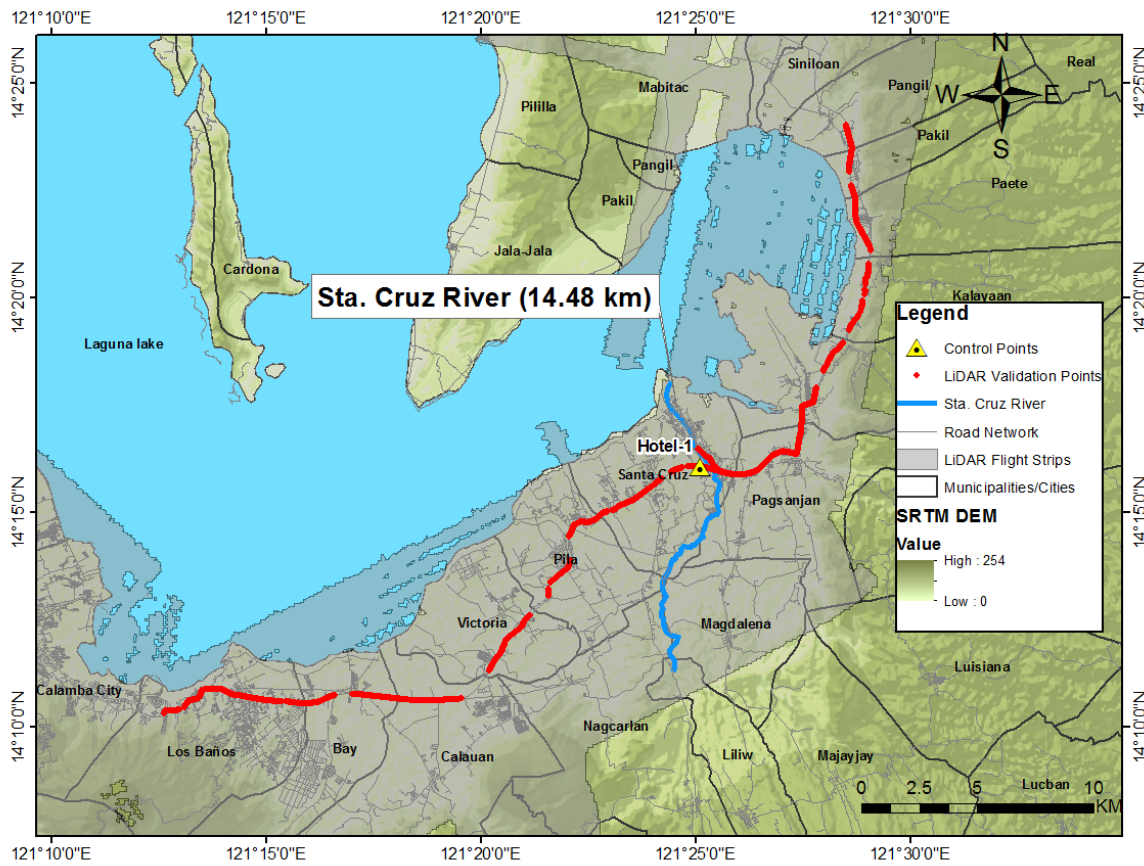 121°10'0"E 121°15'0"E 121°20'0"E 121°25'0"E 121°30'0"E
14°25'0"N 14°25'0"N
14°20'0"N 14°20'0"N
14°15'0"N 14°15'0"N
14°10'0"N 14°10'0"N
N
W E
S
Siniloan
Real
Mabitac
Pangil
Pililla
Pakil
Pangil
Paete
Pakil
Jala-Jala
Cardona
Kalayaan
Sta. Cruz River (14.48 km)
Laguna lake
Hotel-1
Santa Cruz
Pagsanjan
Pila
Victoria
Magdalena
Luisiana
Calamba City
Nagcarlan
Los Baños
Bay
Calauan
Liliw
Majayjay
Lucban
Legend
Control Points
LiDAR Validation Points
Sta. Cruz River
Road Network
LiDAR Flight Strips
Municipalities/Cities
SRTM DEM
Value
High : 254
Low : 0
0 2.5 5 10
KM
121°10'0"E 121°15'0"E 121°20'0"E 121°25'0"E 121°30'0"E